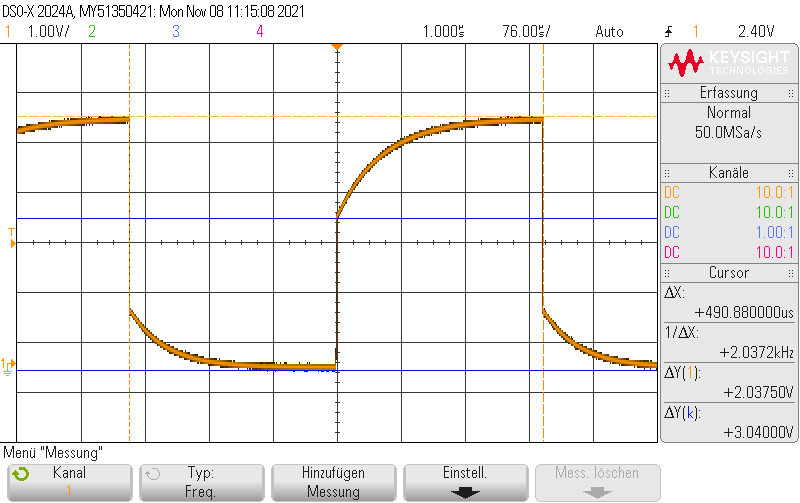 DSO-X 2024A, MY51350421: Mon Nov 08 11:15:08 2021
1 1.00V/ 2 3 4 1.000s 76.00s/ Auto 1 2.40V
KEYSIGHT
TECHNOLOGIES
Erfassung
Normal
50.0MSa/s
Kanäle
DC 10.0:1
DC 10.0:1
DC 1.00:1
DC 10.0:1
Cursor
ΔX:
+490.880000us
1/ΔX:
+2.0372kHz
ΔY(1):
+2.03750V
ΔY(k):
+3.04000V
T
1
Menü "Messung"
Kanal
1
Typ:
Freq.
Hinzufügen
Messung
Einstell.
Mess. löschen